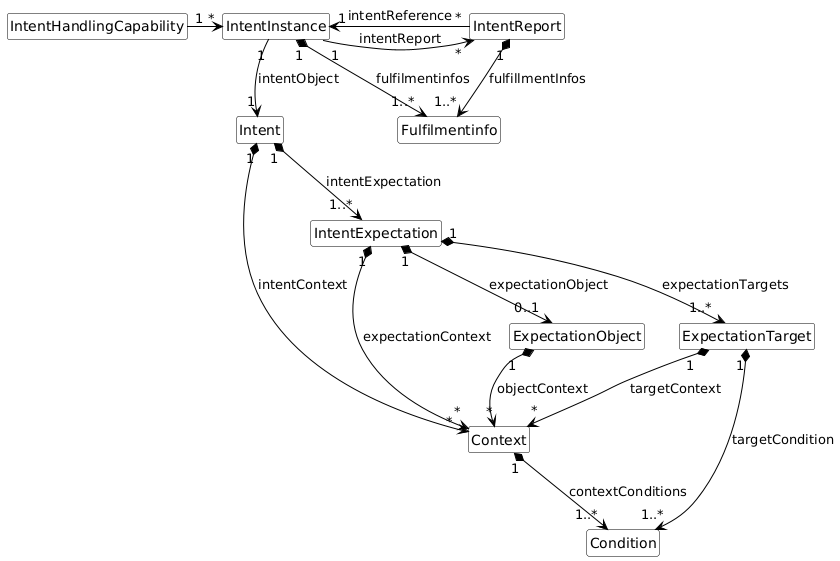 IntentHandlingCapability
1 *
IntentInstance
1 intentReference *
IntentReport
intentReport
*
1
1
1
1
intentObject
fulfilmentinfos
fulfillmentInfos
1
1..*
1..*
Intent
Fulfilmentinfo
1
1
intentExpectation
1..*
IntentExpectation
1
1
1
intentContext
expectationObject
expectationTargets
0..1
1..*
expectationContext
ExpectationObject
ExpectationTarget
1
1
1
objectContext
targetContext
*
*
*
*
Context
targetCondition
1
contextConditions
1..*
1..*
Condition